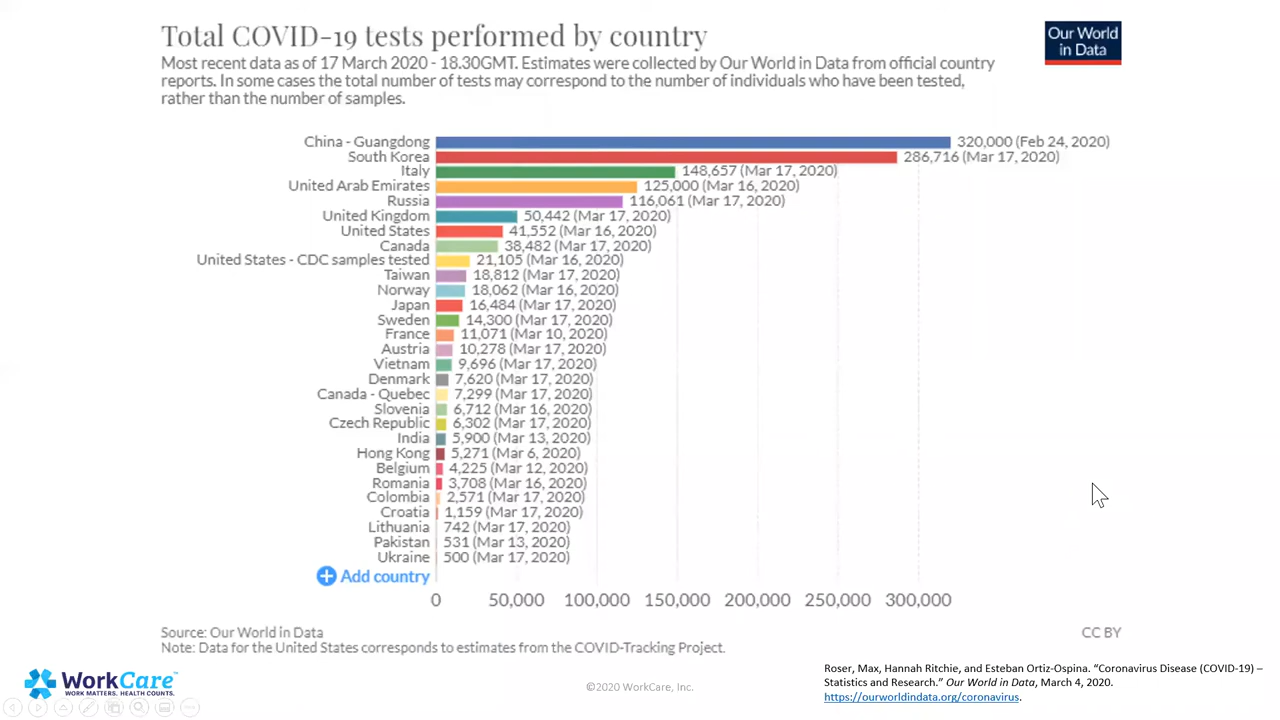 Total COVID-19 tests performed by country
Our World
in Data
Most recent data as of 17 March 2020 - 18.30GMT. Estimates were collected by Our World in Data from official country
reports. In some cases the total number of tests may correspond to the number of individuals who have been tested,
rather than the number of samples.
China - Guangdong 320,000 (Feb 24, 2020)
South Korea 286,716 (Mar 17, 2020)
Italy 148,657 (Mar 17, 2020)
United Arab Emirates 125,000 (Mar 16, 2020)
Russia 116,061 (Mar 17, 2020)
United Kingdom 50,442 (Mar 17, 2020)
United States 41,552 (Mar 16, 2020)
Canada 38,482 (Mar 17, 2020)
United States - CDC samples tested 21,105 (Mar 16, 2020)
Taiwan 18,812 (Mar 17, 2020)
Norway 18,062 (Mar 16, 2020)
Japan 16,484 (Mar 17, 2020)
Sweden 14,300 (Mar 17, 2020)
France 11,071 (Mar 10, 2020)
Austria 10,278 (Mar 17, 2020)
Vietnam 9,696 (Mar 17, 2020)
Denmark 7,620 (Mar 17, 2020)
Canada - Quebec 7,299 (Mar 17, 2020)
Slovenia 6,712 (Mar 16, 2020)
Czech Republic 6,302 (Mar 17, 2020)
India 5,900 (Mar 13, 2020)
Hong Kong 5,271 (Mar 6, 2020)
Belgium 4,225 (Mar 12, 2020)
Romania 3,708 (Mar 16, 2020)
Colombia 2,571 (Mar 17, 2020)
Croatia 1,159 (Mar 17, 2020)
Lithuania 742 (Mar 17, 2020)
Pakistan 531 (Mar 13, 2020)
Ukraine 500 (Mar 17, 2020)
Add country
0 50,000 100,000 150,000 200,000 250,000 300,000
Source: Our World in Data
CC BY
Note: Data for the United States corresponds to estimates from the COVID-Tracking Project.
WorkCare™
WORK MATTERS. HEALTH COUNTS.
©2020 WorkCare, Inc.
Roser, Max, Hannah Ritchie, and Esteban Ortiz-Ospina. “Coronavirus Disease (COVID-19) –
Statistics and Research.” Our World in Data, March 4, 2020.
https://ourworldindata.org/coronavirus.